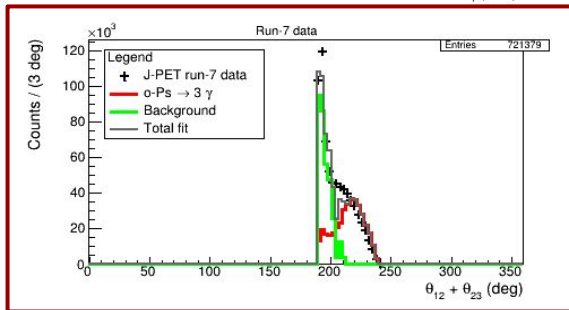 ×10³
Run-7 data
Entries 721379
Counts / (3 deg)
120
100
80
60
40
20
0
Legend
J-PET run-7 data
o-Ps → 3 γ
Background
Total fit
0 50 100 150 200 250 300 350
θ₁₂ + θ₂₃ (deg)